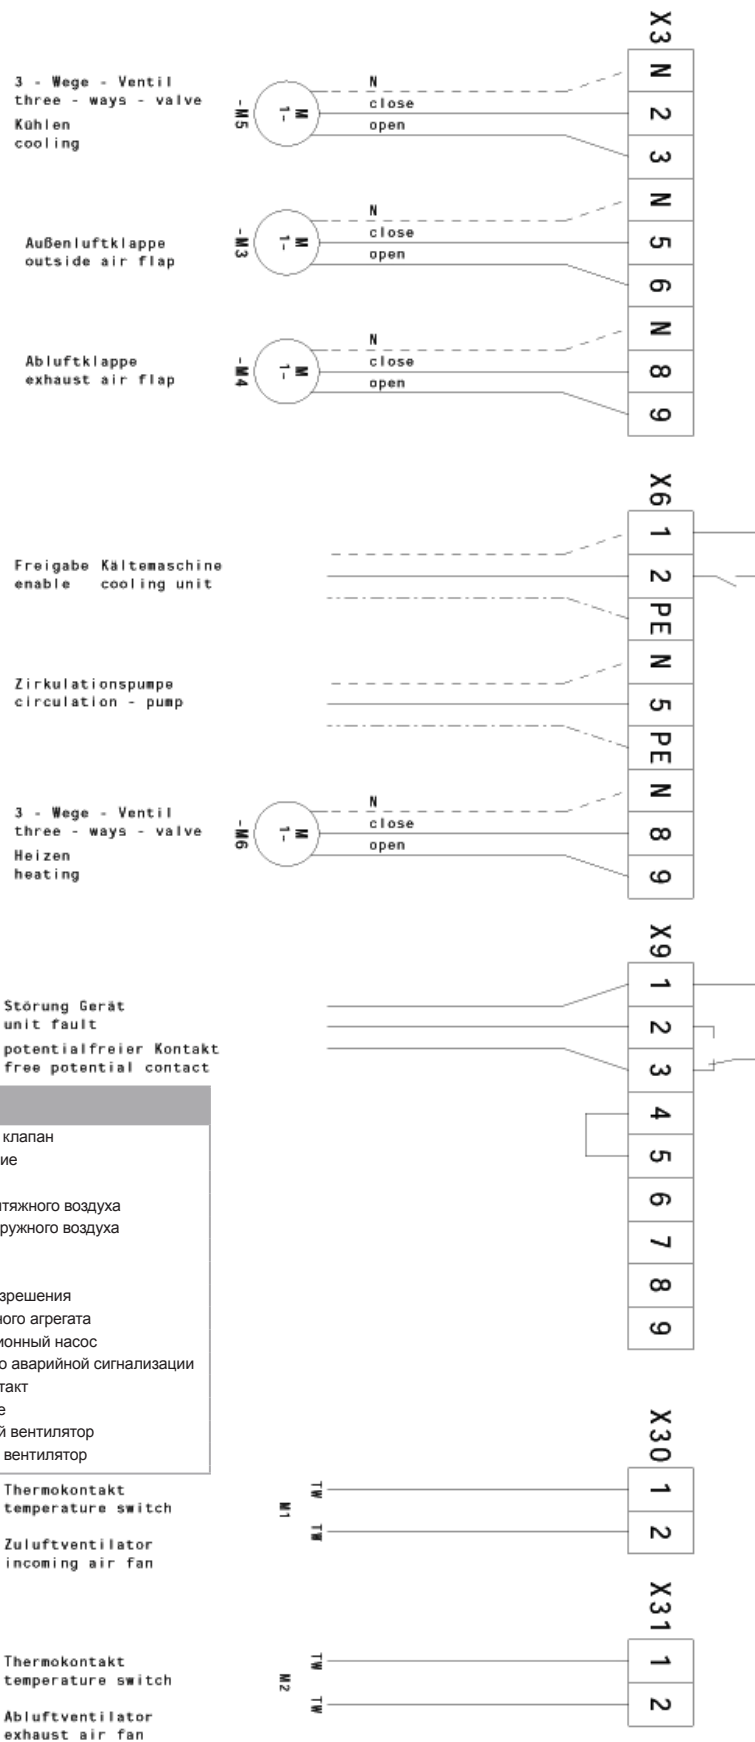 X3
3 - Wege - Ventil
three - ways - valve
Kühlen
cooling
-M5
M
1~
N
close
open
N
2
3
Außenluftklappe
outside air flap
-M3
M
1~
N
close
open
N
5
6
Abluftklappe
exhaust air flap
-M4
M
1~
N
close
open
N
8
9
X6
Freigabe Kältemaschine
enable cooling unit
1
2
PE
Zirkulationspumpe
circulation - pump
N
5
PE
3 - Wege - Ventil
three - ways - valve
Heizen
heating
-M6
M
1~
N
close
open
N
8
9
X9
Störung Gerät
unit fault
potentialfreier Kontakt
free potential contact
1
2
3
4
5
6
7
8
9
клапан
ие
тяжного воздуха
ружного воздуха
зрешения
ного агрегата
ионный насос
о аварийной сигнализации
такт
е
й вентилятор
вентилятор
X30
Thermokontakt
temperature switch
Zuluftventilator
incoming air fan
M1
TW
TW
1
2
X31
Thermokontakt
temperature switch
Abluftventilator
exhaust air fan
M2
TW
TW
1
2